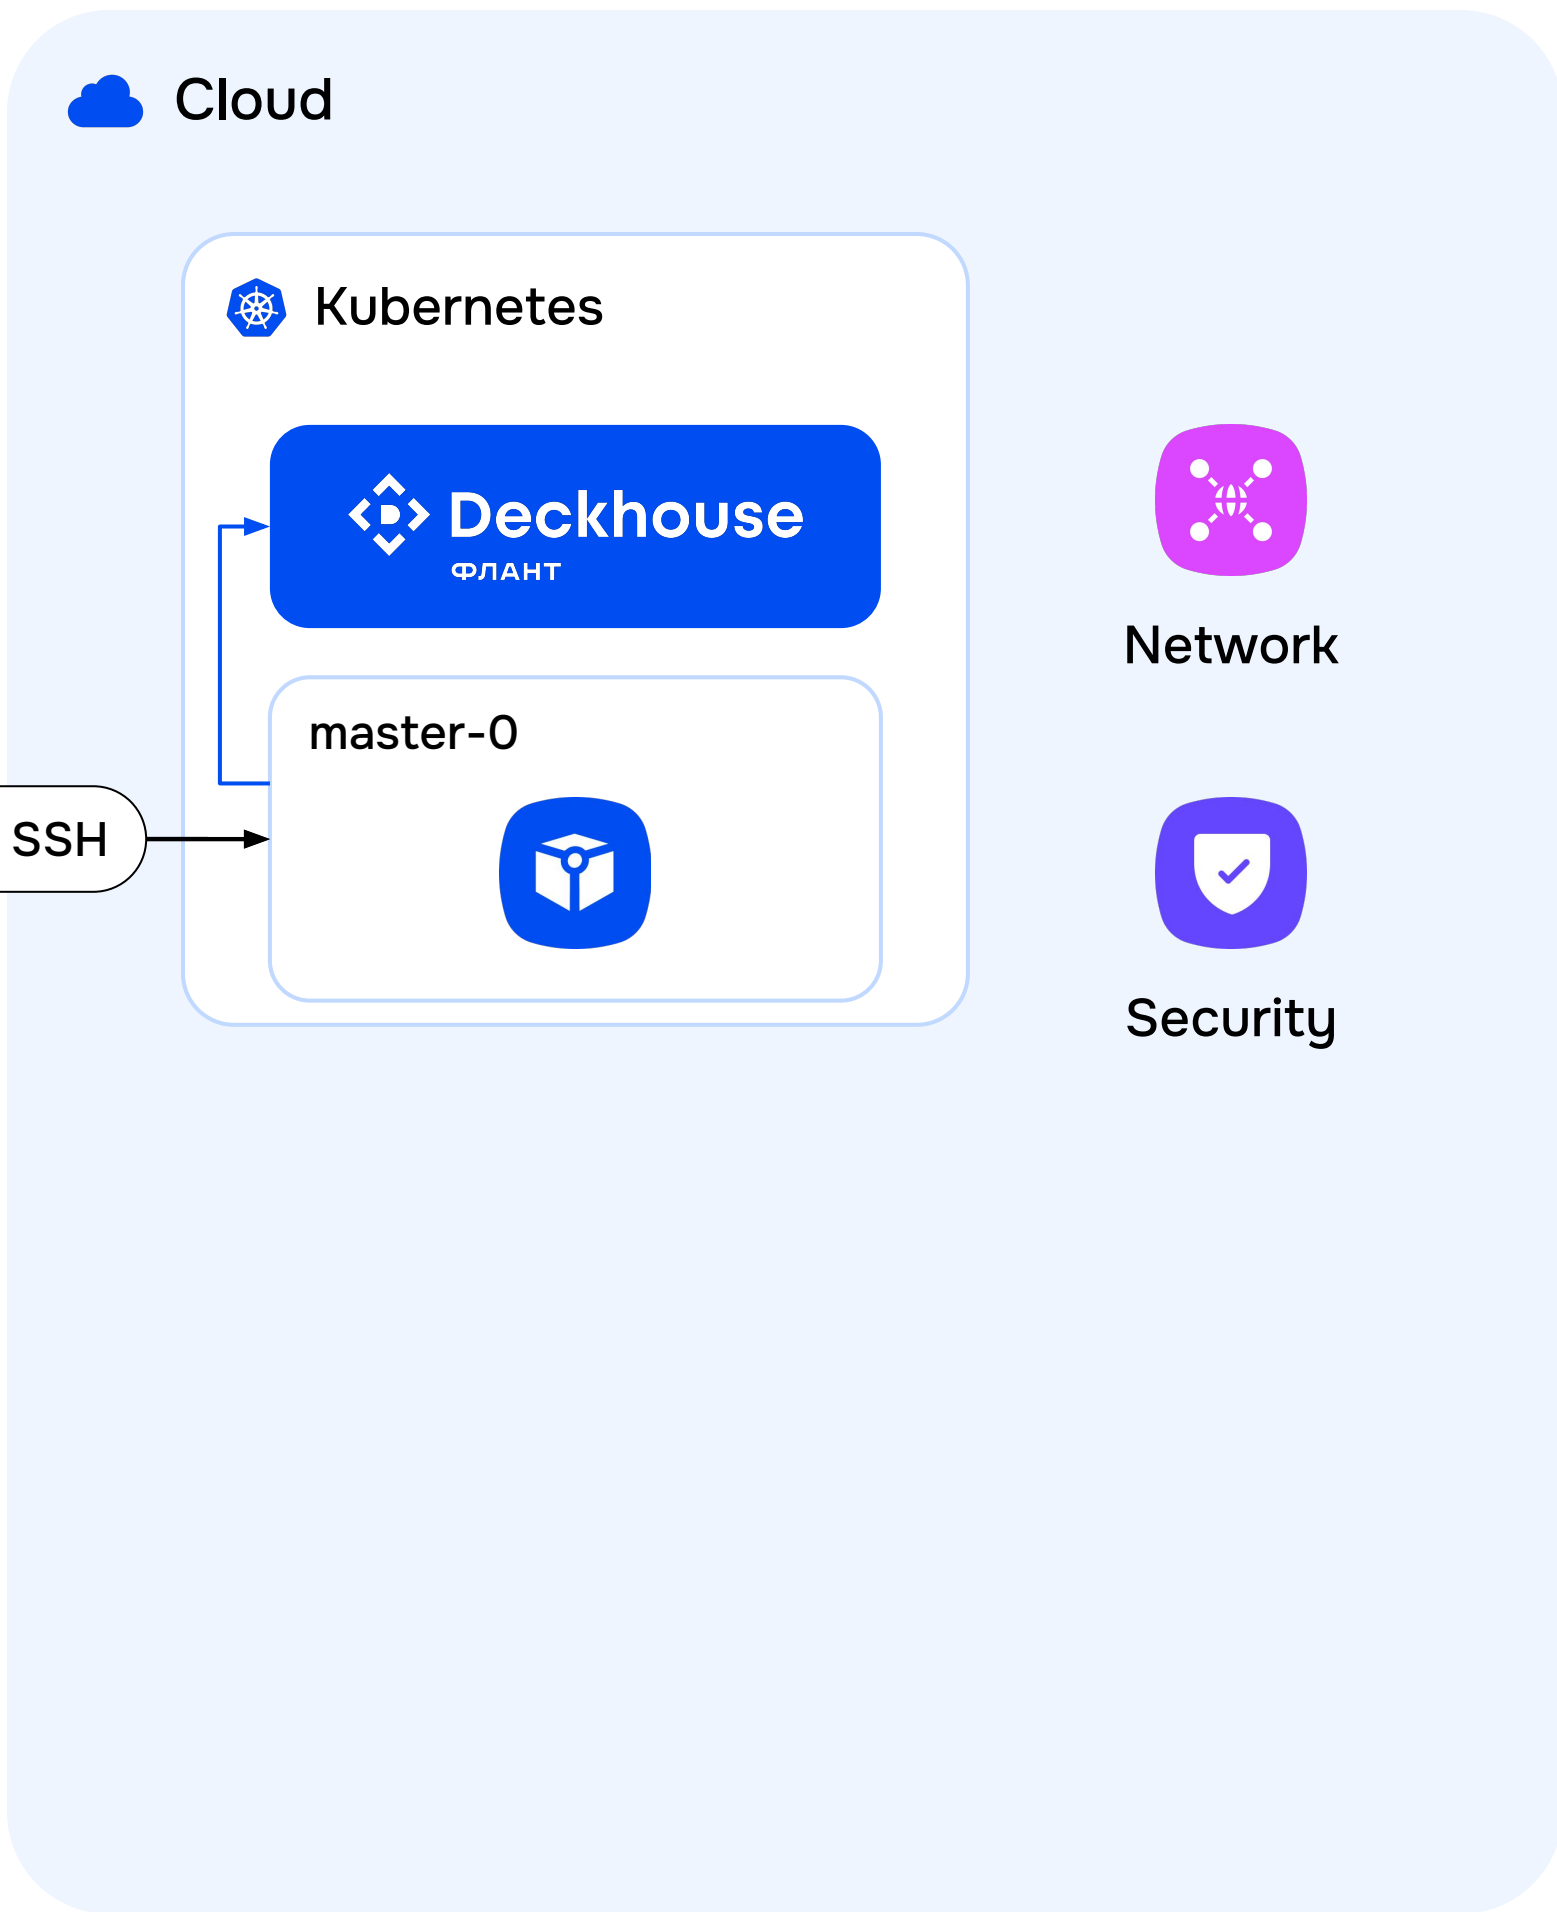 Cloud
Kubernetes
Deckhouse
ФЛАНТ
master-0
SSH
Network
Security